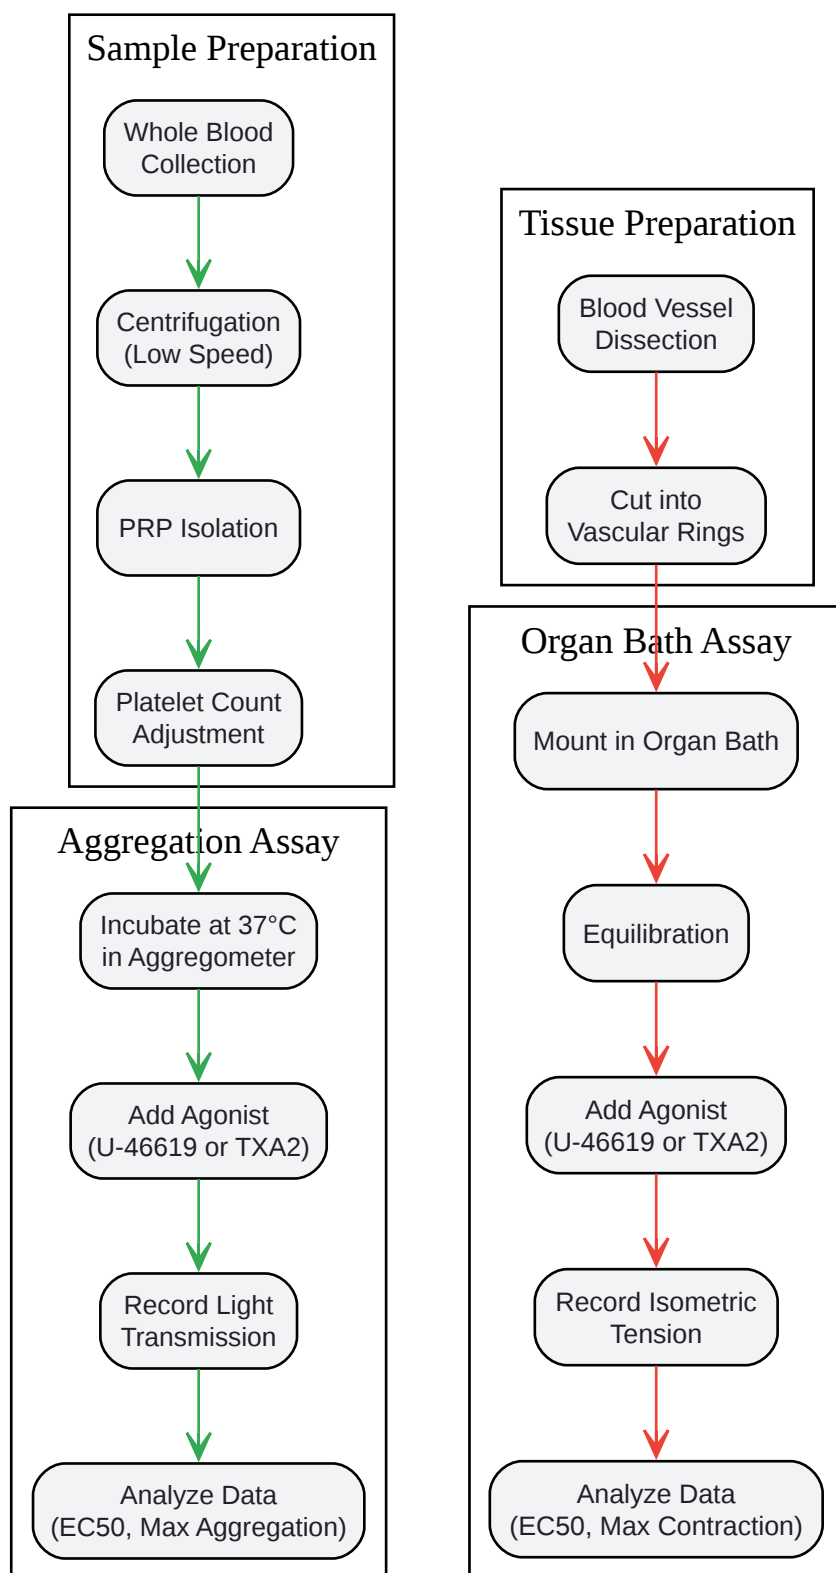 Sample Preparation
Whole Blood
Collection
Centrifugation
(Low Speed)
PRP Isolation
Platelet Count
Adjustment
Aggregation Assay
Incubate at 37°C
in Aggregometer
Add Agonist
(U-46619 or TXA2)
Record Light
Transmission
Analyze Data
(EC50, Max Aggregation)
Tissue Preparation
Blood Vessel
Dissection
Cut into
Vascular Rings
Organ Bath Assay
Mount in Organ Bath
Equilibration
Add Agonist
(U-46619 or TXA2)
Record Isometric
Tension
Analyze Data
(EC50, Max Contraction)